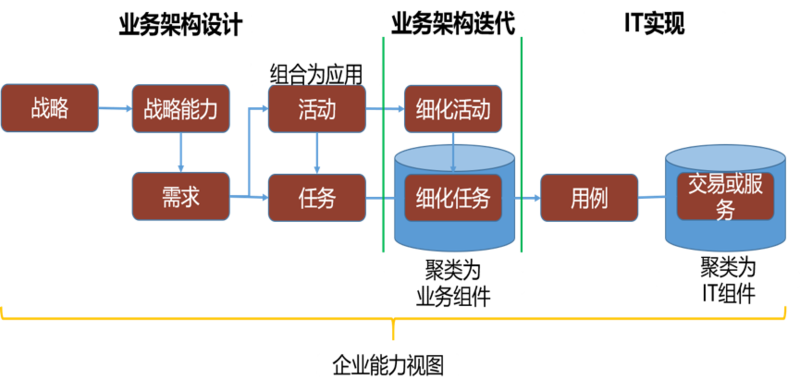 业务架构设计
业务架构迭代
IT实现
组合为应用
战略
战略能力
活动
细化活动
需求
任务
细化任务
用例
交易或服
务
聚类为
业务组件
聚类为
IT组件
企业能力视图